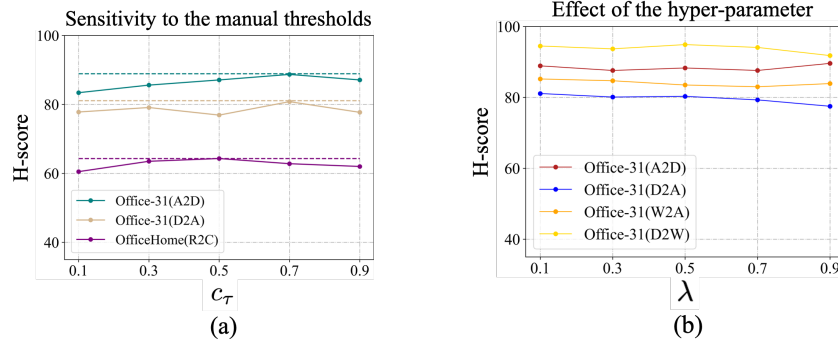 Sensitivity to the manual thresholds
100
80
60
40
H-score
Office-31(A2D)
Office-31(D2A)
OfficeHome(R2C)
0.1 0.3 0.5 0.7 0.9
c_τ
(a)
Effect of the hyper-parameter
100
80
60
40
H-score
Office-31(A2D)
Office-31(D2A)
Office-31(W2A)
Office-31(D2W)
0.1 0.3 0.5 0.7 0.9
λ
(b)